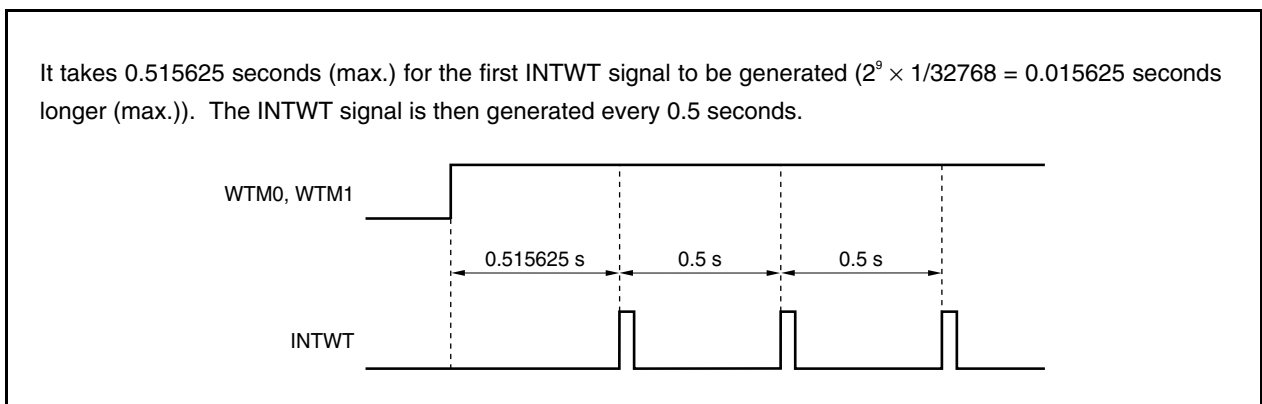 It takes 0.515625 seconds (max.) for the first INTWT signal to be generated (2⁹ × 1/32768 = 0.015625 seconds
longer (max.)).  The INTWT signal is then generated every 0.5 seconds.
WTM0, WTM1
0.515625 s
0.5 s
0.5 s
INTWT